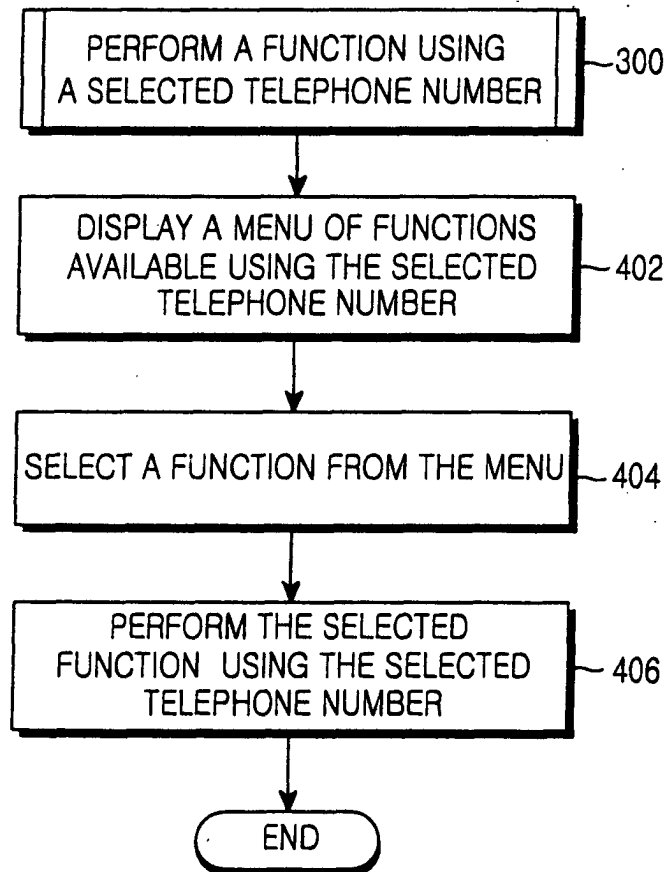 PERFORM A FUNCTION USING
A SELECTED TELEPHONE NUMBER
300
DISPLAY A MENU OF FUNCTIONS
AVAILABLE USING THE SELECTED
TELEPHONE NUMBER
402
SELECT A FUNCTION FROM THE MENU
404
PERFORM THE SELECTED
FUNCTION USING THE SELECTED
TELEPHONE NUMBER
406
END